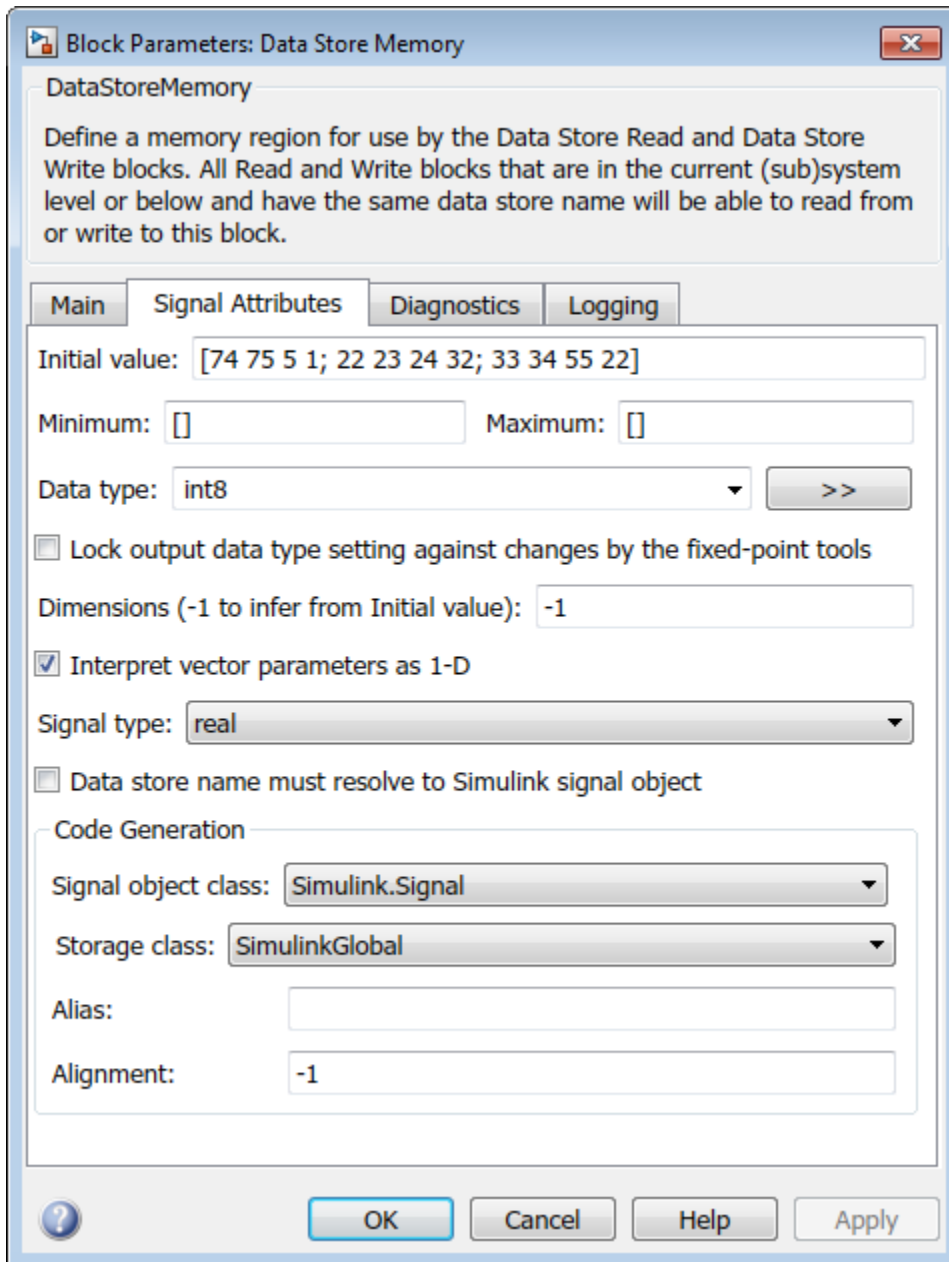 Block Parameters: Data Store Memory
DataStoreMemory
Define a memory region for use by the Data Store Read and Data Store
Write blocks. All Read and Write blocks that are in the current (sub)system
level or below and have the same data store name will be able to read from
or write to this block.
Main Signal Attributes Diagnostics Logging
Initial value: [74 75 5 1; 22 23 24 32; 33 34 55 22]
Minimum: [] Maximum: []
Data type: int8 >>
Lock output data type setting against changes by the fixed-point tools
Dimensions (-1 to infer from Initial value): -1
Interpret vector parameters as 1-D
Signal type: real
Data store name must resolve to Simulink signal object
Code Generation
Signal object class: Simulink.Signal
Storage class: SimulinkGlobal
Alias:
Alignment: -1
? OK Cancel Help Apply